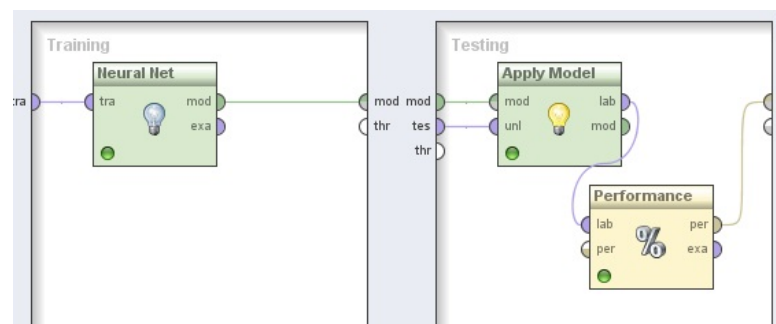 Training
Neural Net
tra
tra
mod
exa
mod
thr
Testing
mod
tes
thr
Apply Model
mod
lab
unl
mod
Performance
lab
per
per
exa
%